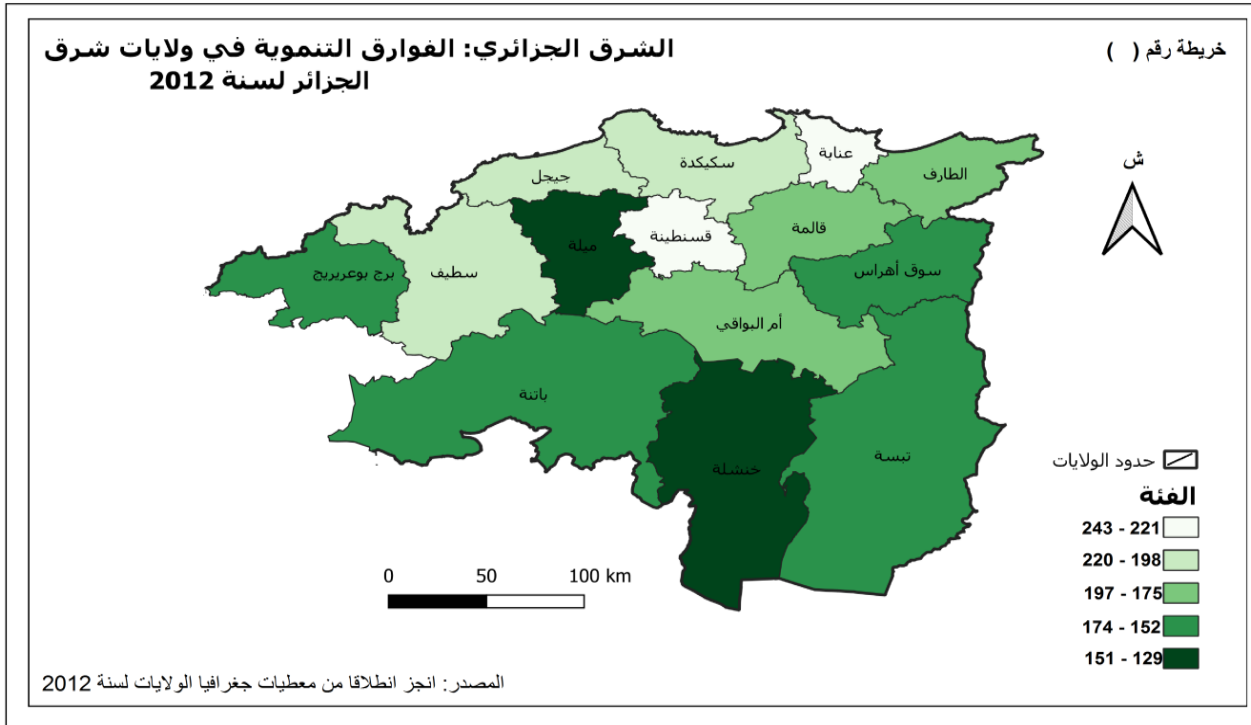 خريطة رقم (  )
الشرق الجزائري: الفوارق التنموية في ولايات شرق
الجزائر لسنة 2012
ش
عنابة
سكيكدة
الطارف
جيجل
قالمة
قسنطينة
ميلة
سوق أهراس
سطيف
برج بوعريريج
أم البواقي
باتنة
تبسة
خنشلة
حدود الولايات
الفئة
243 - 221
220 - 198
197 - 175
174 - 152
151 - 129
0 50 100 km
المصدر: انجز انطلاقا من معطيات جغرافيا الولايات لسنة 2012